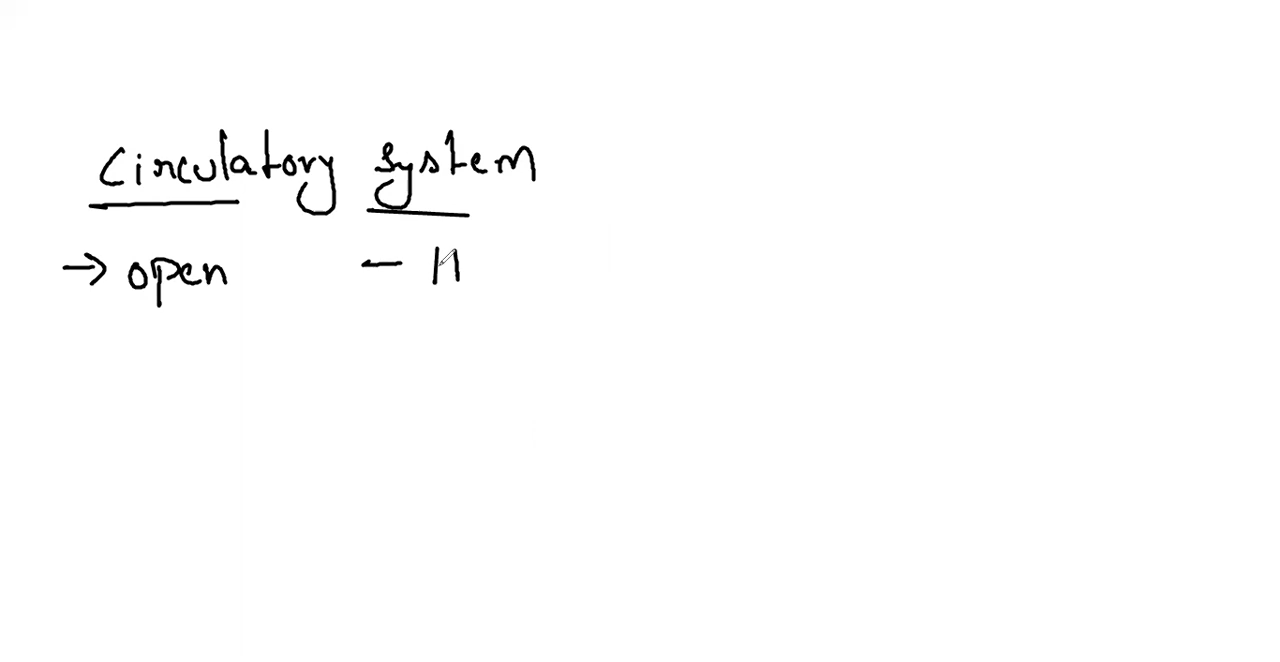 Circulatory system
→ open –